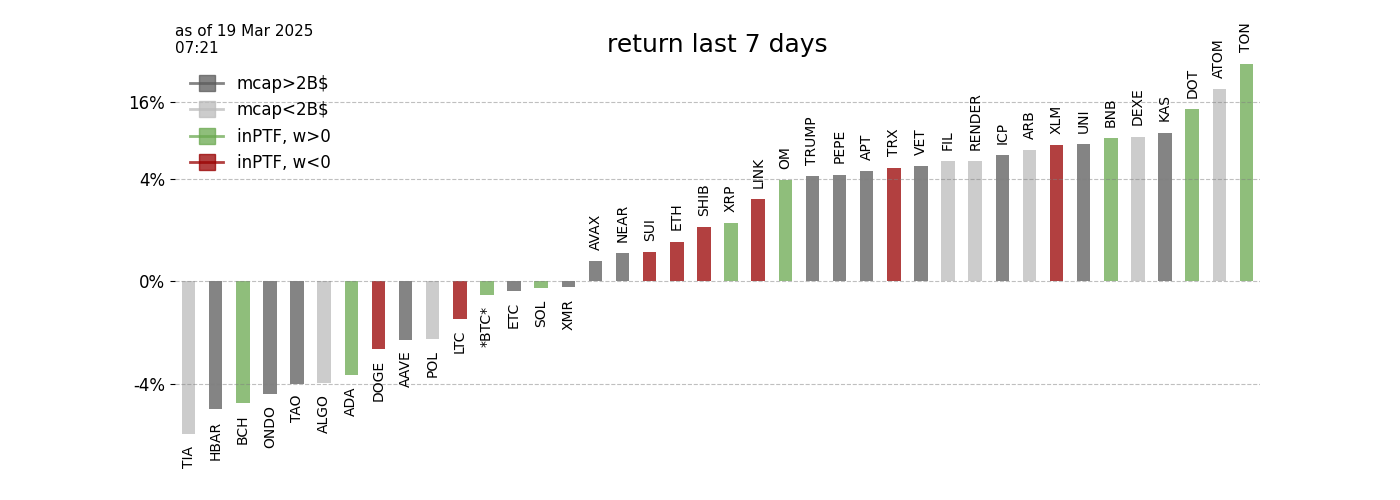 as of 19 Mar 2025
07:21
return last 7 days
mcap>2B$
mcap<2B$
inPTF, w>0
inPTF, w<0
16%
4%
0%
-4%
TIA
HBAR
BCH
ONDO
TAO
ALGO
ADA
DOGE
AAVE
POL
LTC
*BTC*
ETC
SOL
XMR
AVAX
NEAR
SUI
ETH
SHIB
XRP
LINK
OM
TRUMP
PEPE
APT
TRX
VET
FIL
RENDER
ICP
ARB
XLM
UNI
BNB
DEXE
KAS
DOT
ATOM
TON